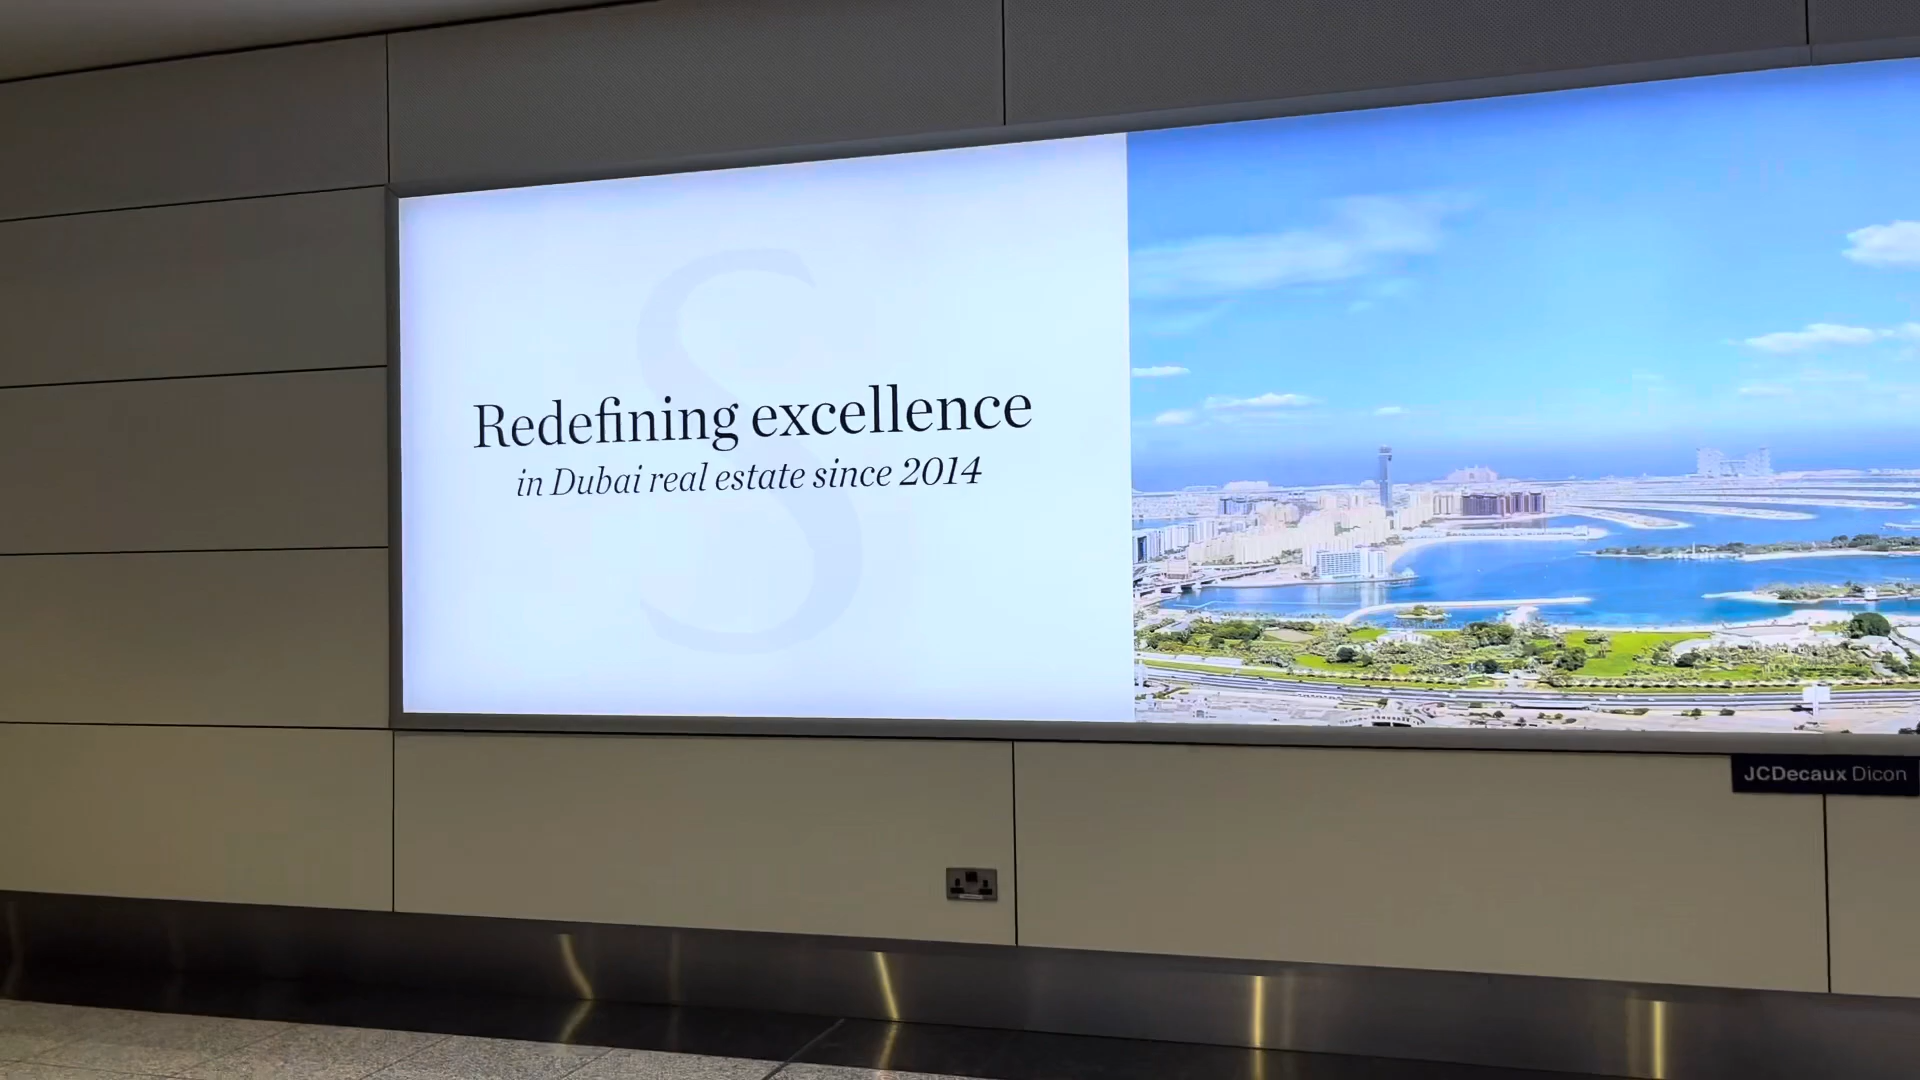 S
Redefining excellence
in Dubai real estate since 2014
JCDecaux Dicon